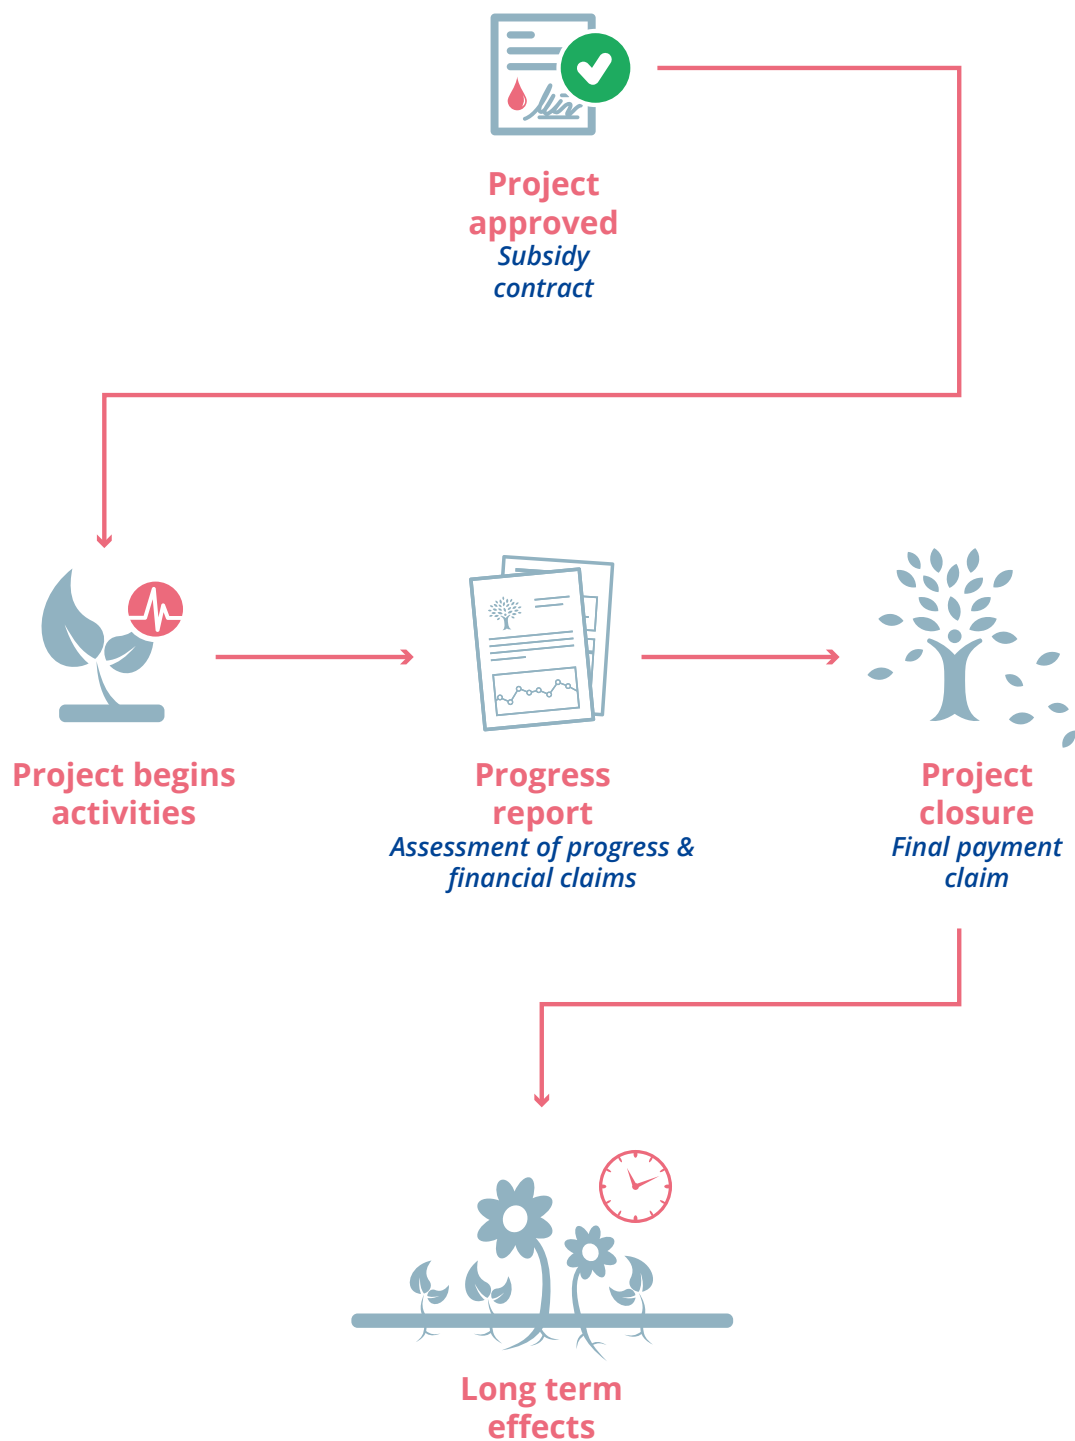 Project
approved
Subsidy
contract
Project begins
activities
Progress
report
Assessment of progress &
financial claims
Project
closure
Final payment
claim
Long term
effects